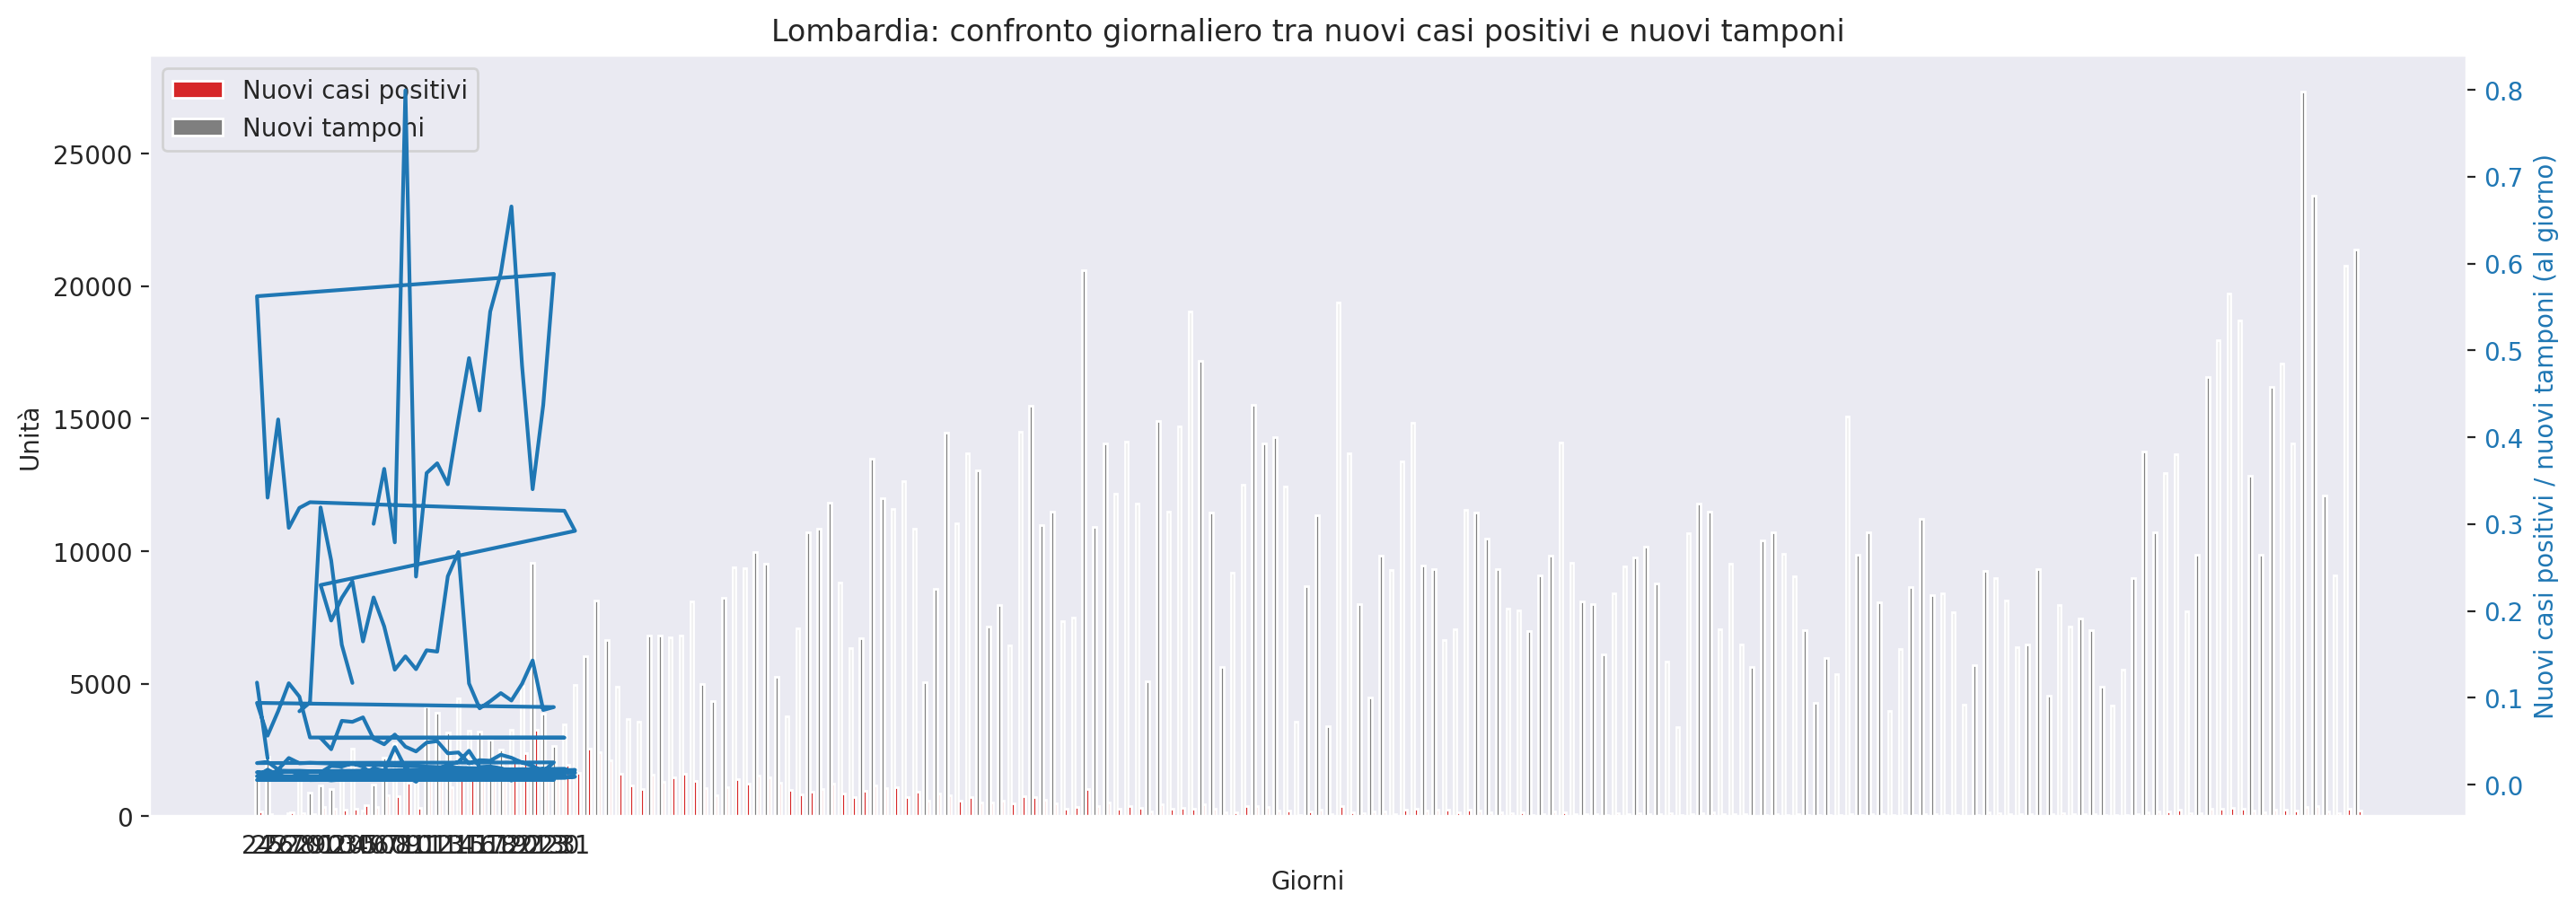 Lombardia: confronto giornaliero tra nuovi casi positivi e nuovi tamponi
Nuovi casi positivi
Nuovi tamponi
Unità
25000
20000
15000
10000
5000
0
0.8
0.7
0.6
0.5
0.4
0.3
0.2
0.1
0.0
Nuovi casi positivi / nuovi tamponi (al giorno)
Giorni